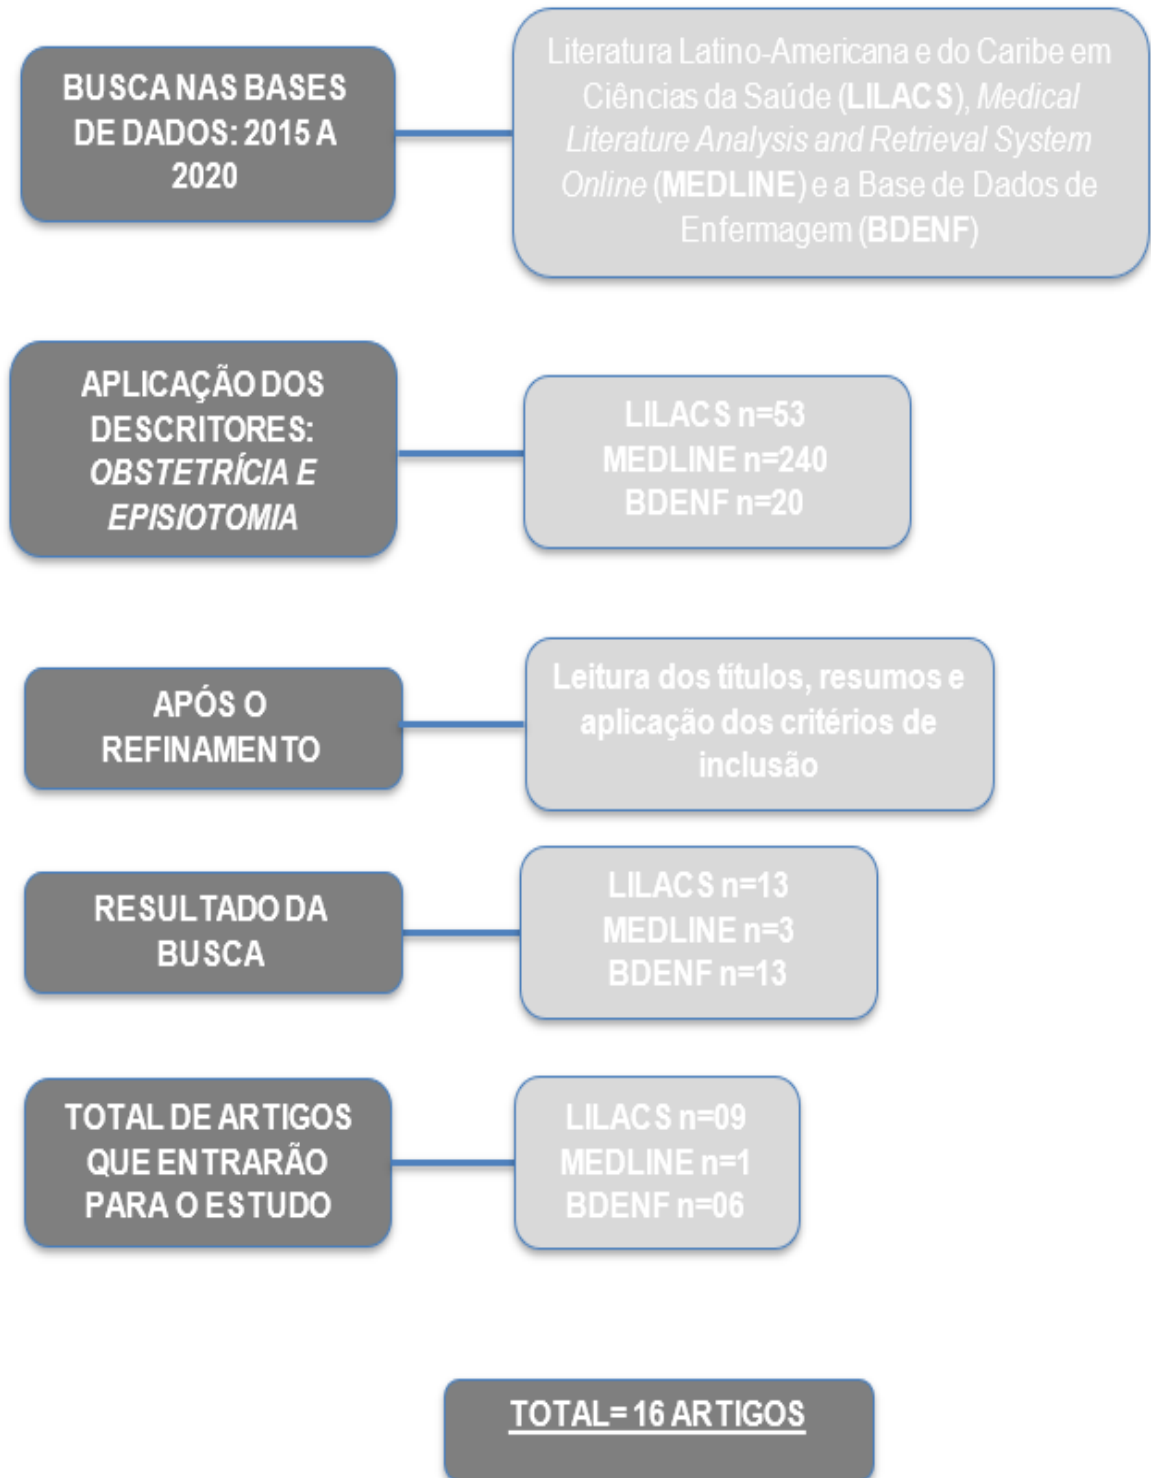 BUSCA NAS BASES
DE DADOS: 2015 A
2020
Literatura Latino-Americana e do Caribe em
Ciências da Saúde (LILACS), Medical
Literature Analysis and Retrieval System
Online (MEDLINE) e a Base de Dados de
Enfermagem (BDENF)
APLICAÇÃO DOS
DESCRITORES:
OBSTETRÍCIA E
EPISIOTOMIA
LILACS n=53
MEDLINE n=240
BDENF n=20
APÓS O
REFINAMENTO
Leitura dos títulos, resumos e
aplicação dos critérios de
inclusão
RESULTADO DA
BUSCA
LILACS n=13
MEDLINE n=3
BDENF n=13
TOTAL DE ARTIGOS
QUE ENTRARÃO
PARA O ESTUDO
LILACS n=09
MEDLINE n=1
BDENF n=06
TOTAL= 16 ARTIGOS